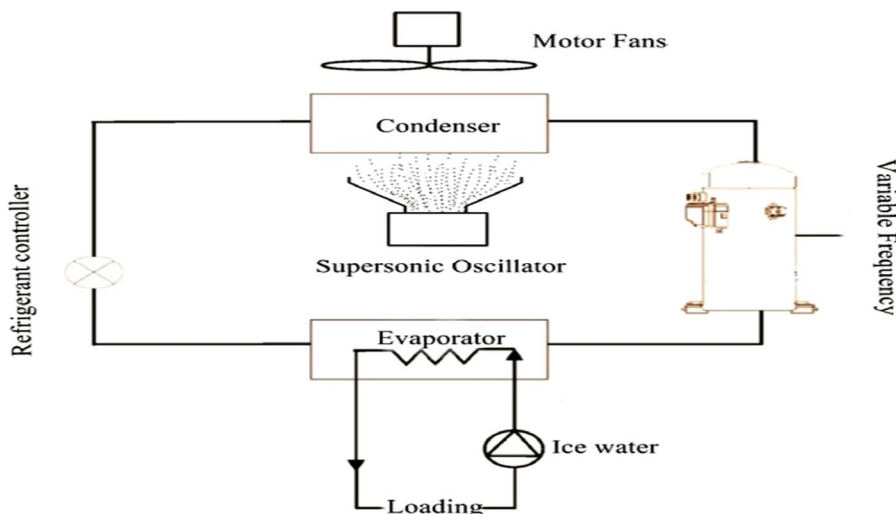 Motor Fans
Condenser
Refrigerant controller
Variable Frequency
Supersonic Oscillator
Evaporator
Ice water
Loading